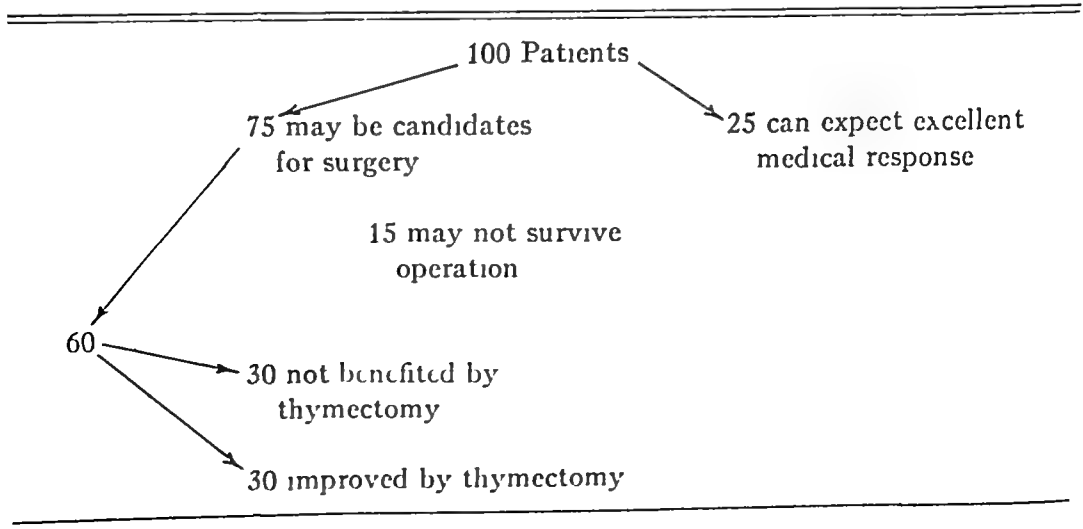 100 Patients
75 may be candidates
for surgery
25 can expect excellent
medical response
15 may not survive
operation
60
30 not benefited by
thymectomy
30 improved by thymectomy